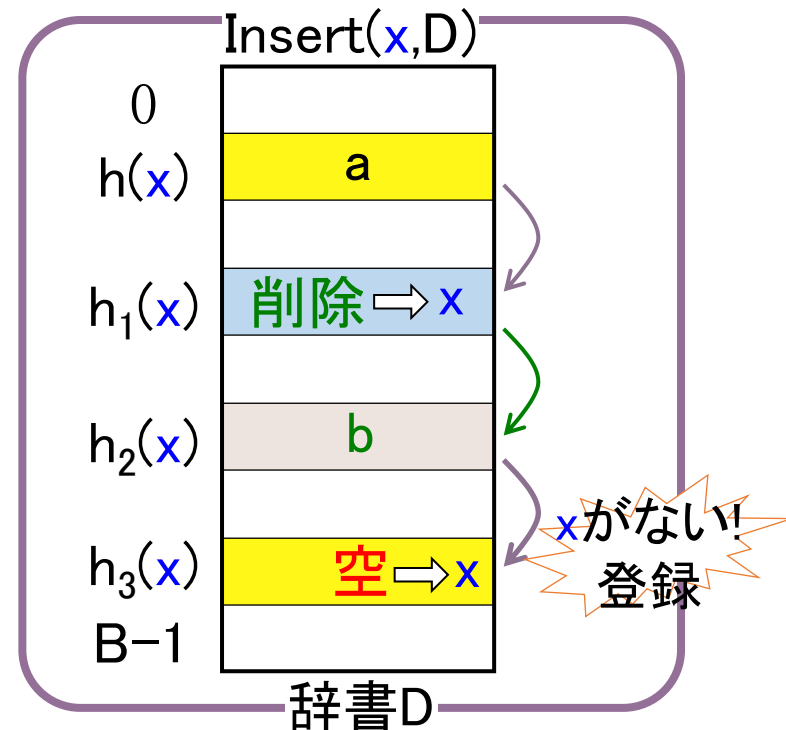 Insert(x,D)
0
h(x) a
h₁(x) 削除⇨x
h₂(x) b
h₃(x) 空⇨x
xがない!
登録
B-1
辞書D